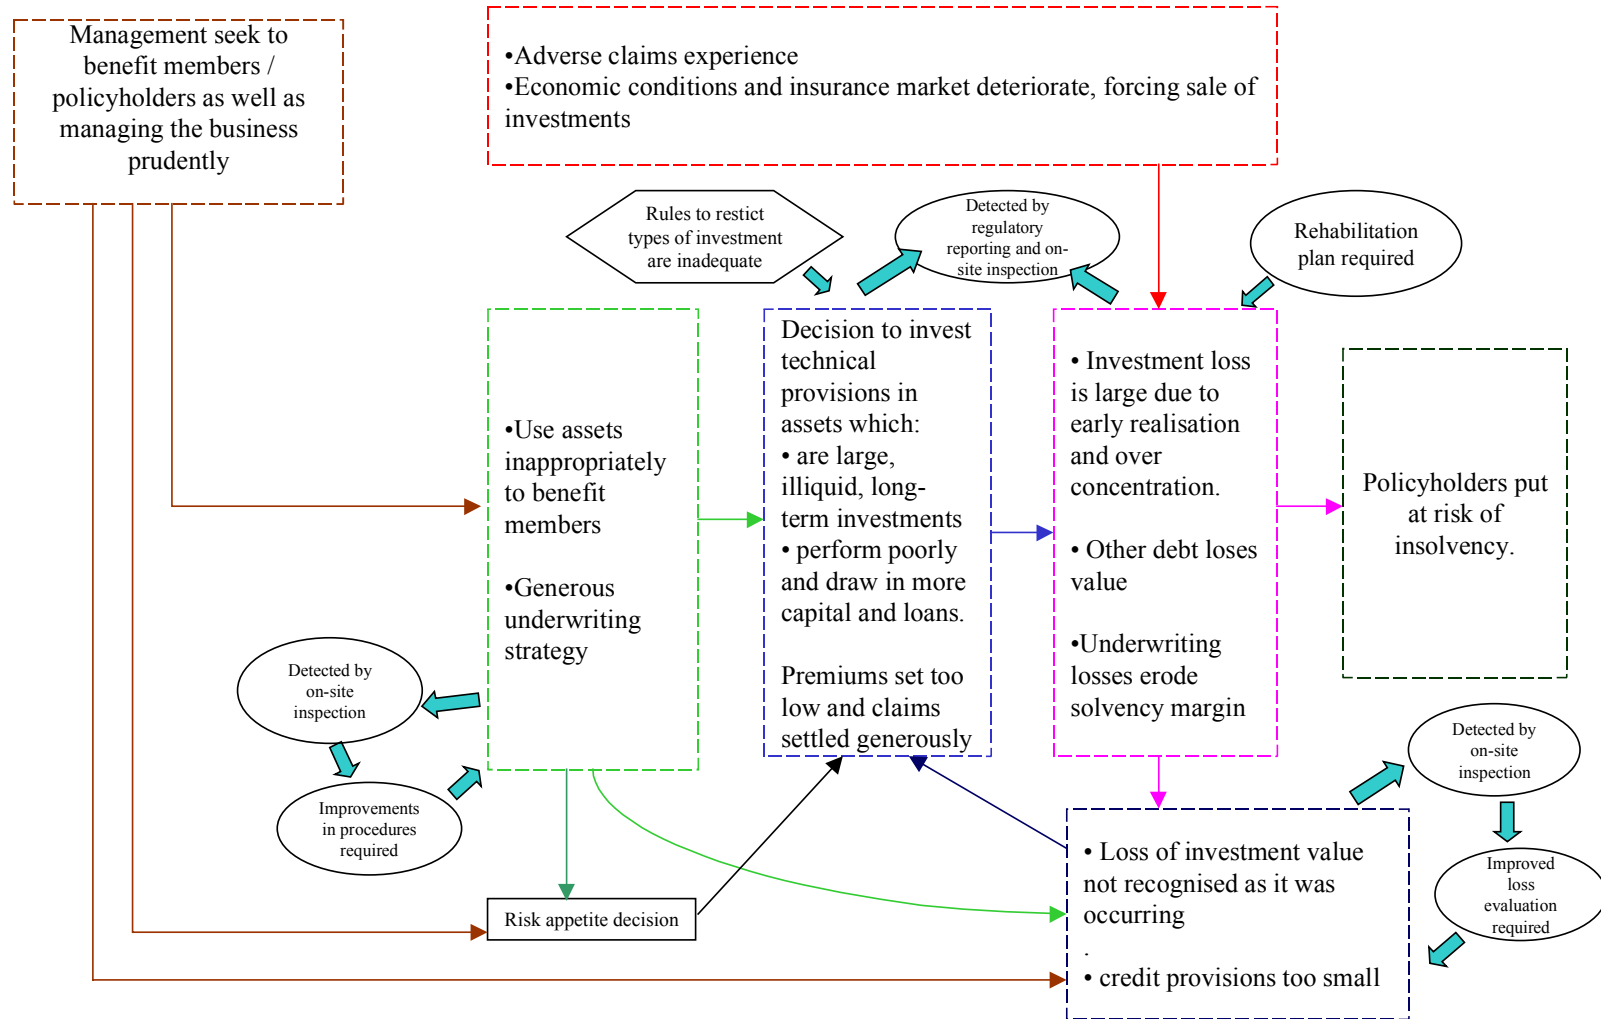 Management seek to
benefit members /
policyholders as well as
managing the business
prudently
•Adverse claims experience
•Economic conditions and insurance market deteriorate, forcing sale of
investments
Rules to restict
types of investment
are inadequate
Detected by
regulatory
reporting and on-
site inspection
Rehabilitation
plan required
•Use assets
inappropriately
to benefit
members
•Generous
underwriting
strategy
Decision to invest
technical
provisions in
assets which:
• are large,
illiquid, long-
term investments
• perform poorly
and draw in more
capital and loans.
Premiums set too
low and claims
settled generously
• Investment loss
is large due to
early realisation
and over
concentration.
• Other debt loses
value
•Underwriting
losses erode
solvency margin
Policyholders put
at risk of
insolvency.
Detected by
on-site
inspection
Improvements
in procedures
required
Risk appetite decision
• Loss of investment value
not recognised as it was
occurring
.
• credit provisions too small
Detected by
on-site
inspection
Improved
loss
evaluation
required